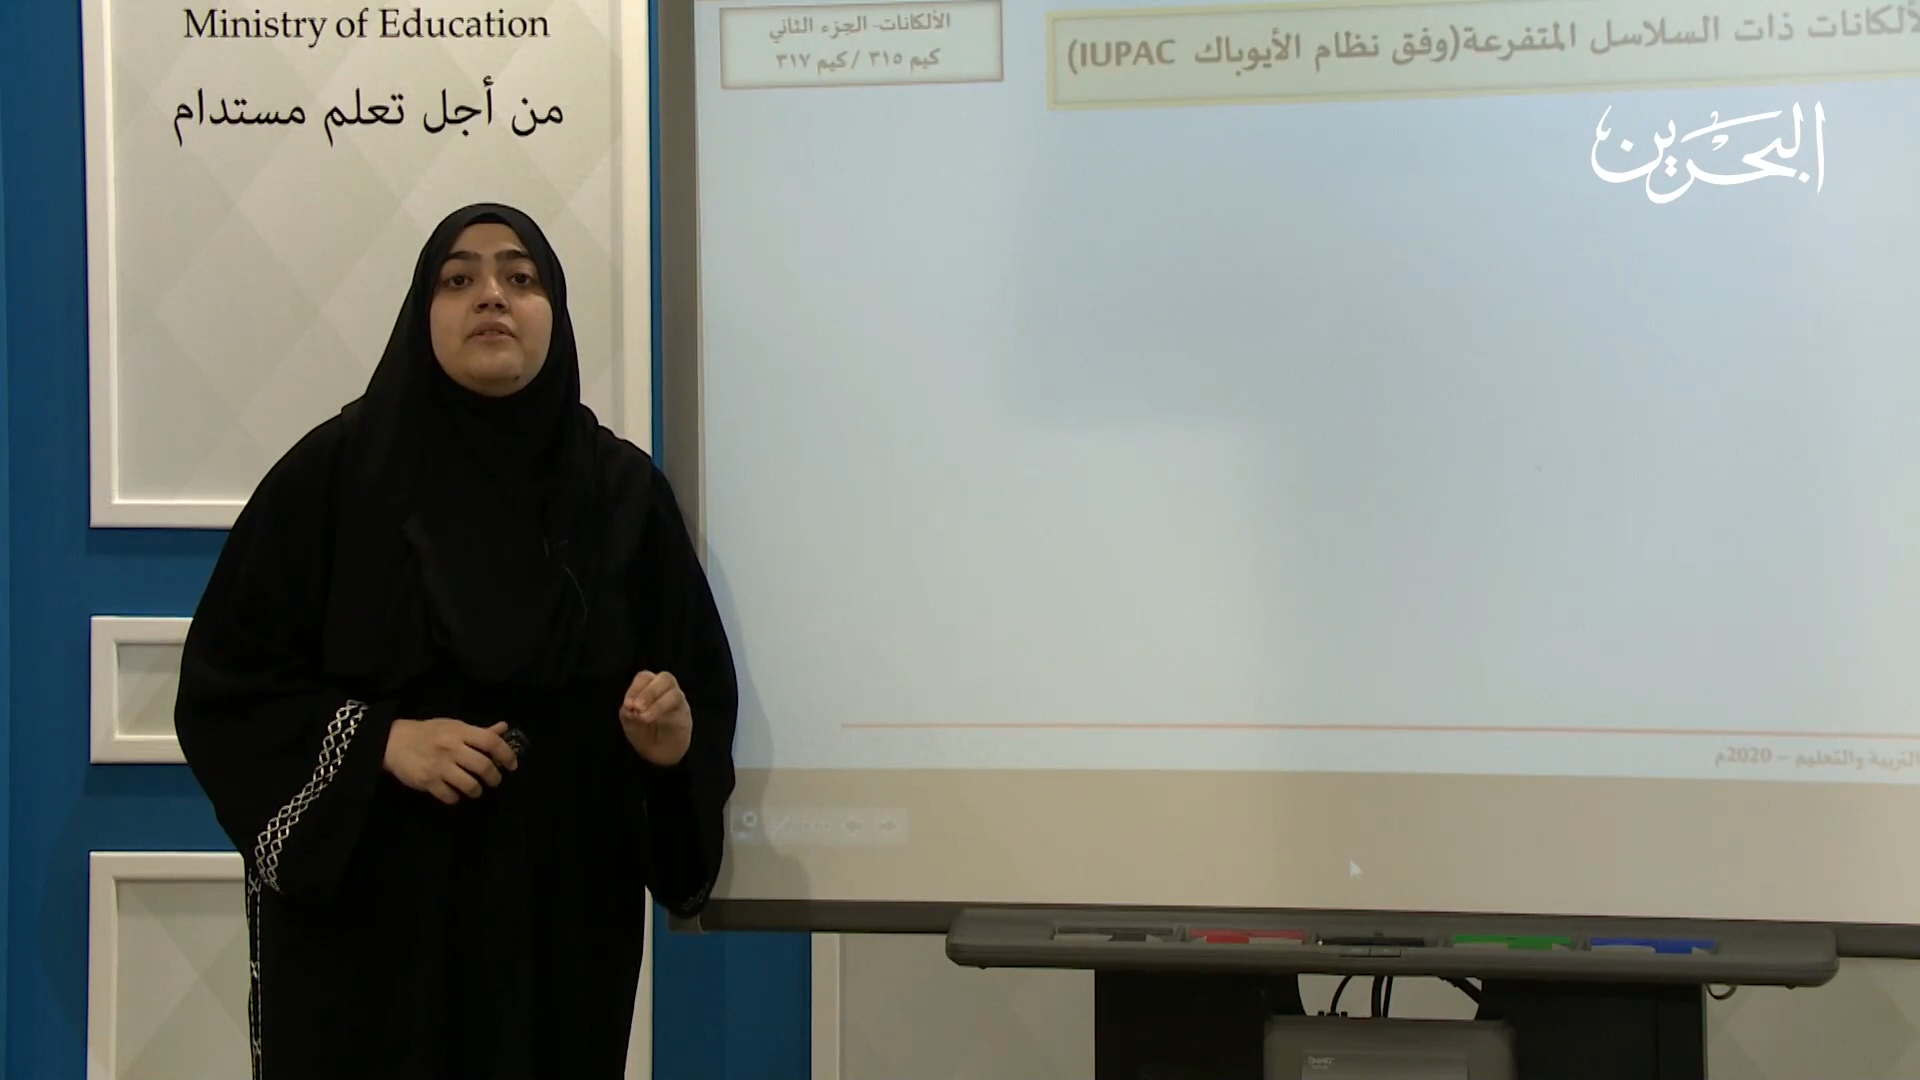 Ministry of Education
من أجل تعلم مستدام
الألكانات- الجزء الثاني
كيم ٣١٥ / كيم ٣١٧
الألكانات ذات السلاسل المتفرعة(وفق نظام الأيوباك IUPAC)
البحرين
التربية والتعليم – 2020م